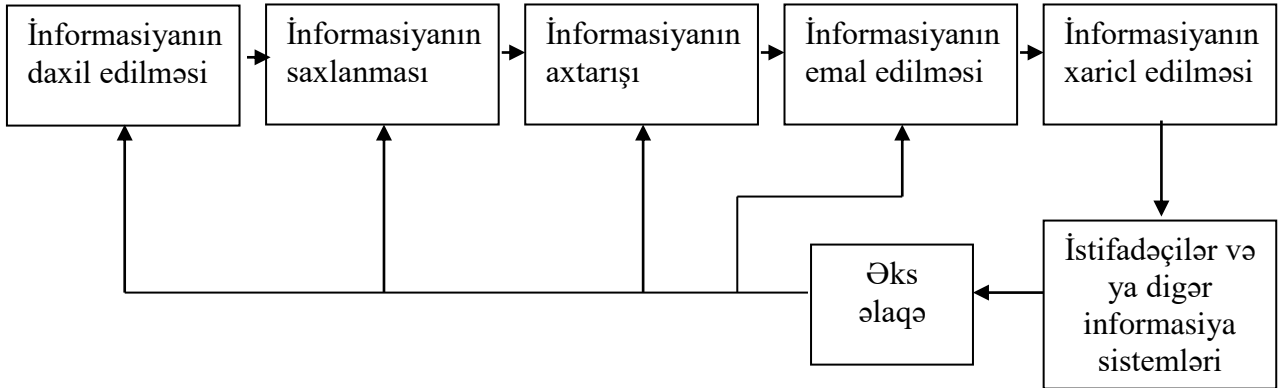 İnformasiyanın
daxil edilməsi
İnformasiyanın
saxlanması
İnformasiyanın
axtarışı
İnformasiyanın
emal edilməsi
İnformasiyanın
xaricl edilməsi
İstifadəçilər və
ya digər
informasiya
sistemləri
Əks
əlaqə